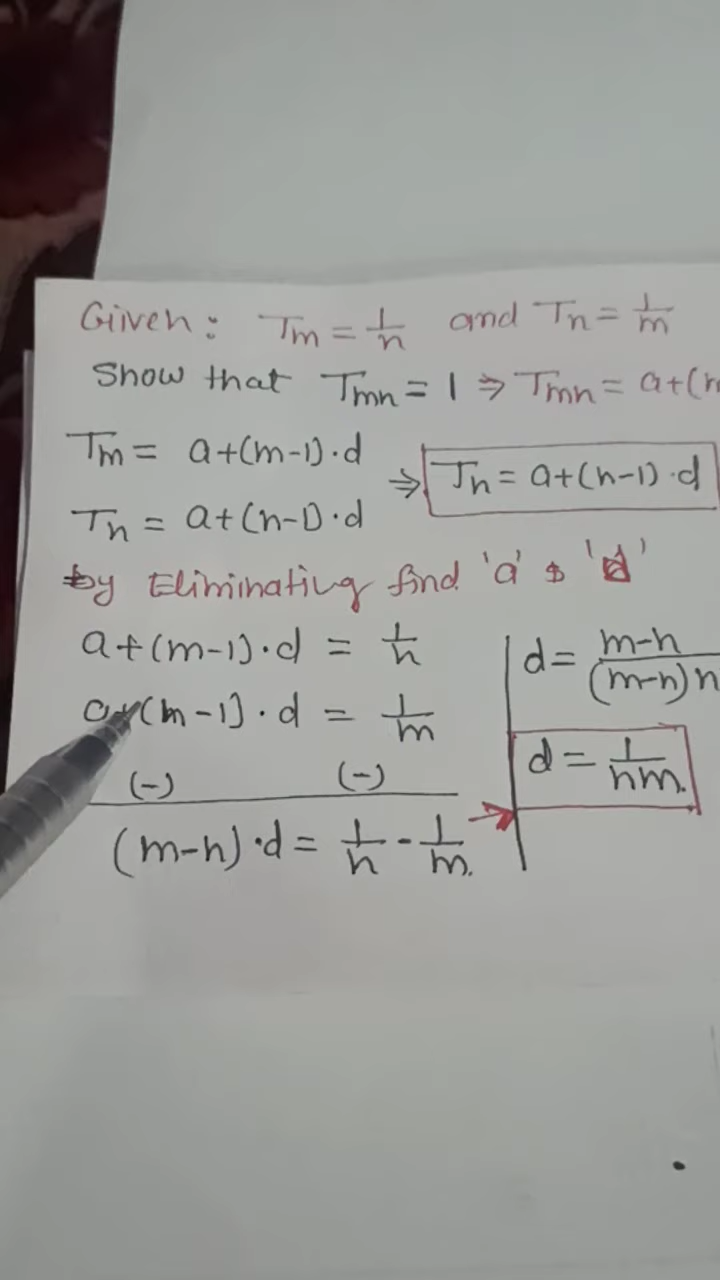 Given: Tm = 1/n and Tn = 1/m
Show that Tmn = 1 ⇒ Tmn = a+(m
Tm = a+(m-1)·d
Tn = a+(n-1)·d
⇒ Tn = a+(n-1)·d
by Eliminating find 'a' & 'd'
a+(m-1)·d = 1/n
a+(n-1)·d = 1/m
(-) (-)
(m-n)·d = 1/n - 1/m.
d = m-n/(m-n)n
d = 1/nm.